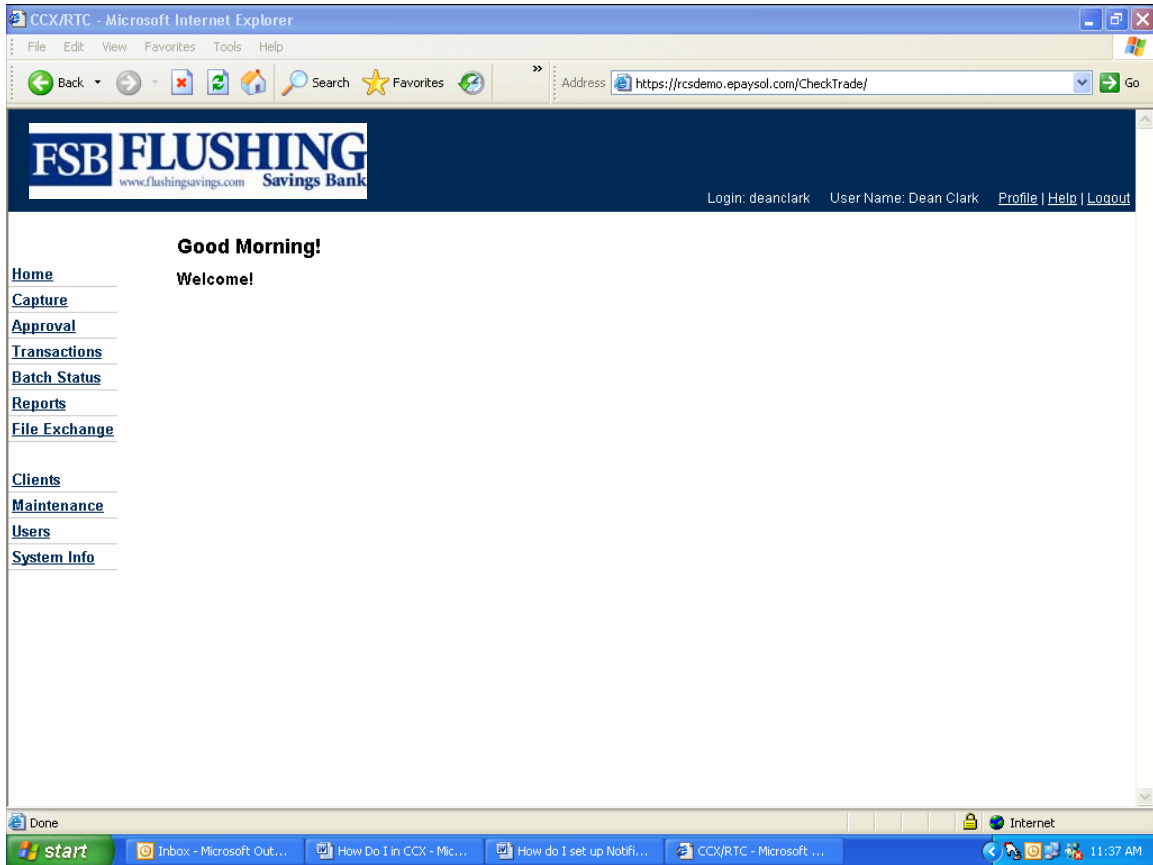 CCX/RTC - Microsoft Internet Explorer
File Edit View Favorites Tools Help
Back Search Favorites » Address https://rcsdemo.epaysol.com/CheckTrade/ Go
FSB FLUSHING
www.flushingsavings.com Savings Bank
Login: deanclark User Name: Dean Clark Profile | Help | Logout
Good Morning!
Welcome!
Home
Capture
Approval
Transactions
Batch Status
Reports
File Exchange
Clients
Maintenance
Users
System Info
Done Internet
start Inbox - Microsoft Out... How Do I in CCX - Mic... How do I set up Notifi... CCX/RTC - Microsoft ... 11:37 AM